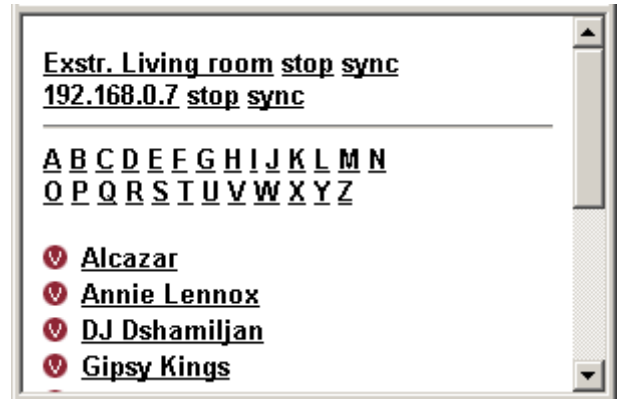 Exstr. Living room stop sync
192.168.0.7 stop sync
A B C D E F G H I J K L M N
O P Q R S T U V W X Y Z
V Alcazar
V Annie Lennox
V DJ Dshamiljan
V Gipsy Kings